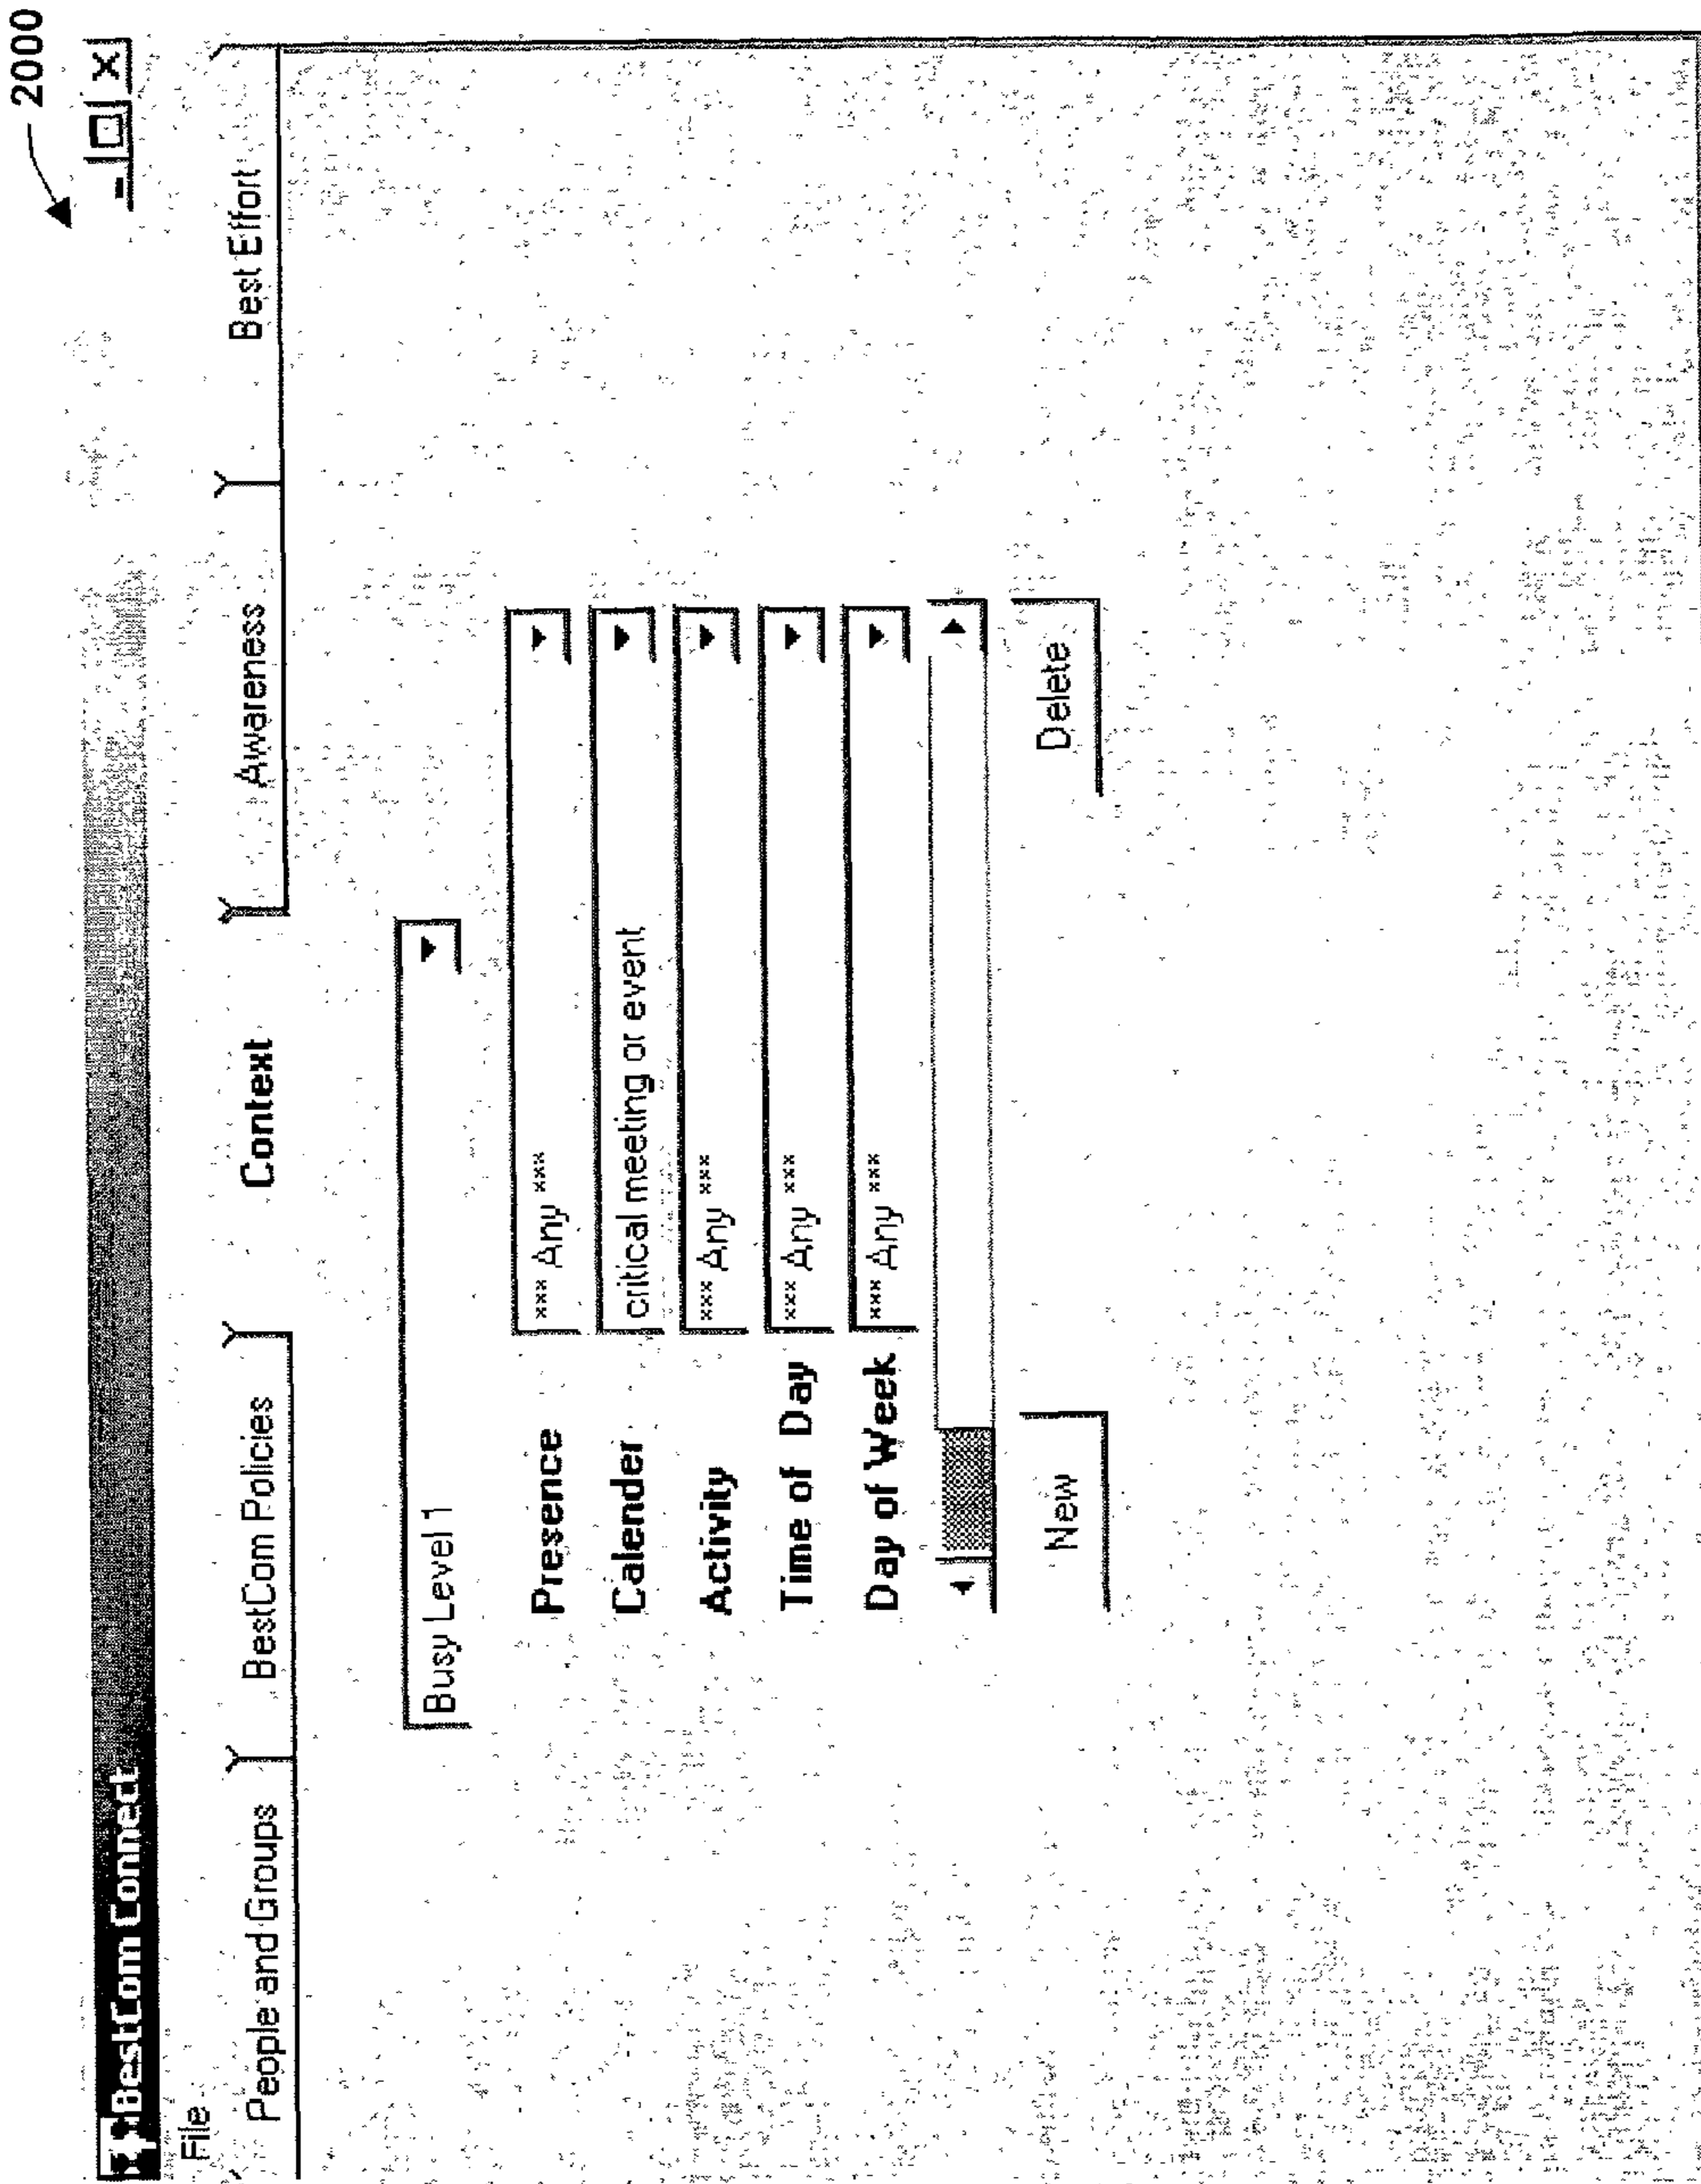 2000
BestCom Connect
File
People and Groups BestCom Policies Context Awareness Best Effort
Busy Level 1
Presence *** Any ***
Calender critical meeting or event
Activity *** Any ***
Time of Day *** Any ***
Day of Week *** Any ***
New Delete